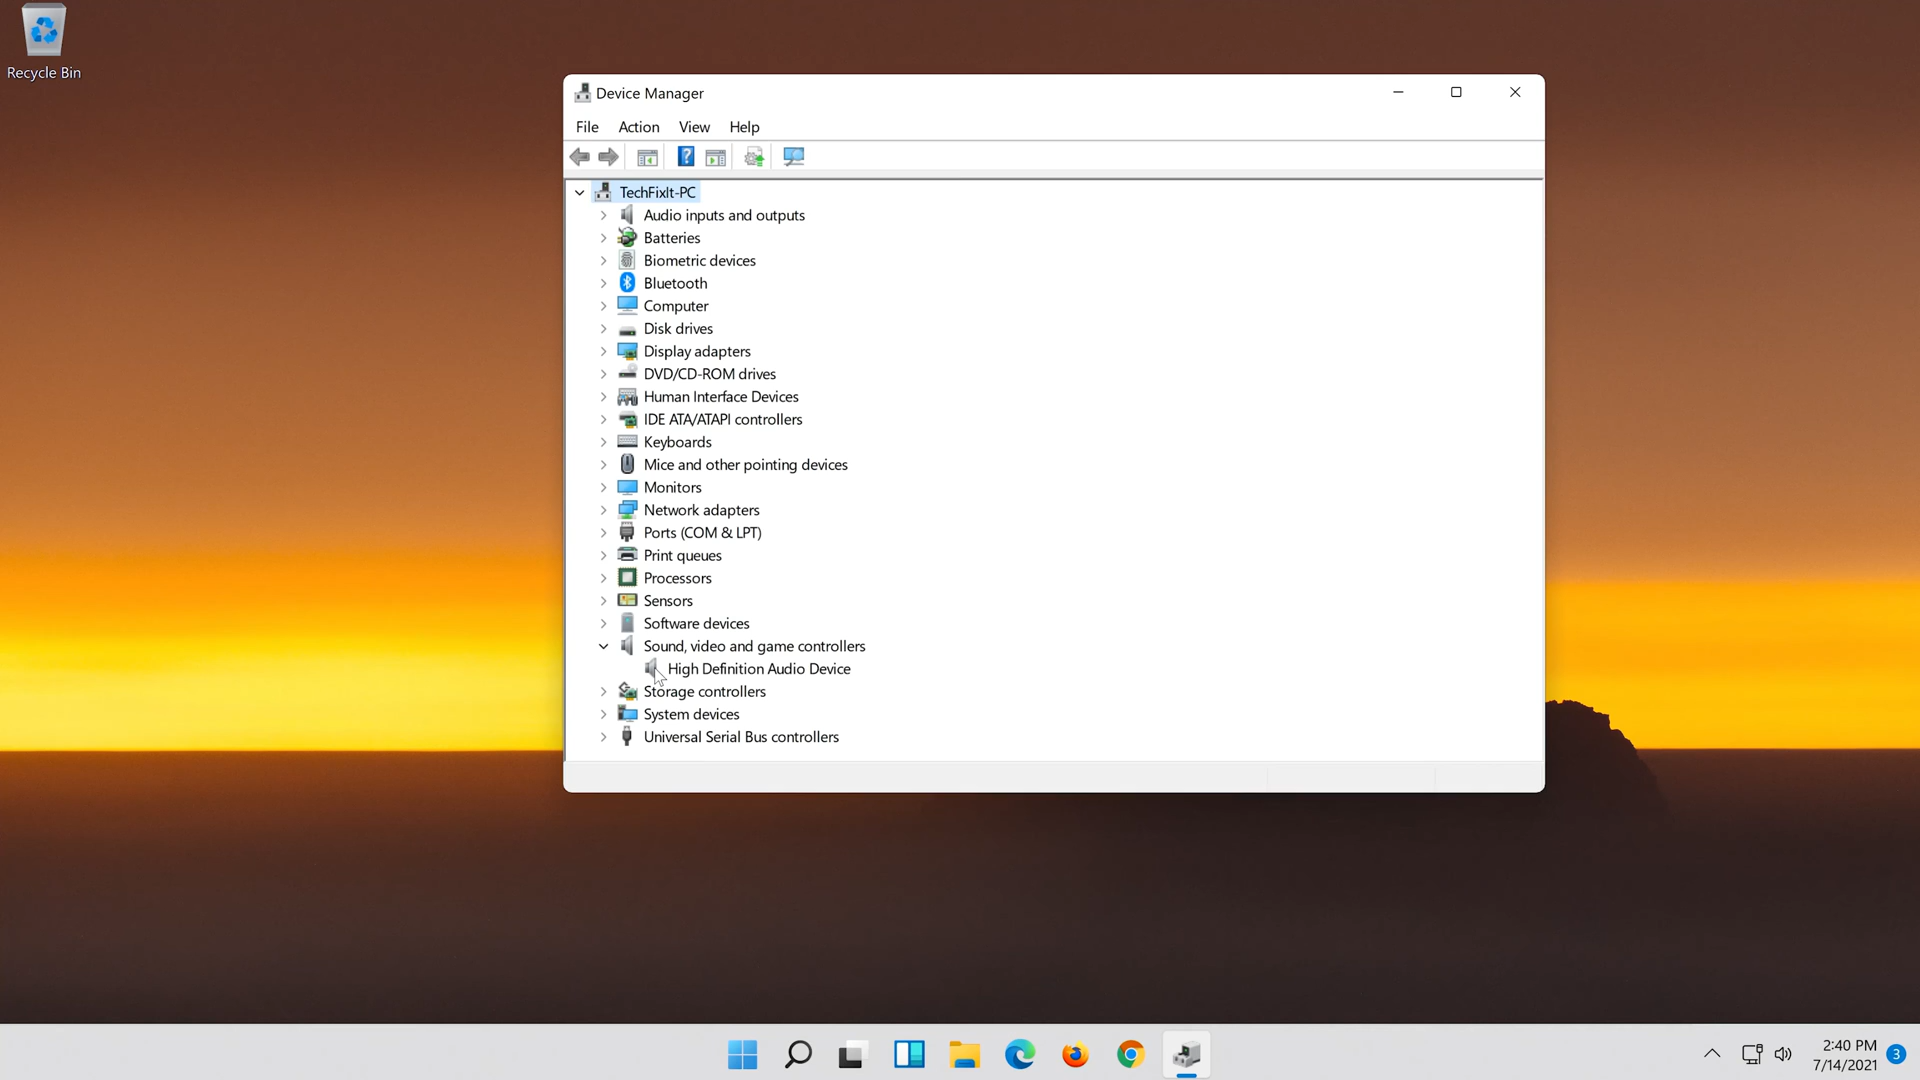 Recycle Bin
Device Manager
File Action View Help
TechFixIt-PC
Audio inputs and outputs
Batteries
Biometric devices
Bluetooth
Computer
Disk drives
Display adapters
DVD/CD-ROM drives
Human Interface Devices
IDE ATA/ATAPI controllers
Keyboards
Mice and other pointing devices
Monitors
Network adapters
Ports (COM & LPT)
Print queues
Processors
Sensors
Software devices
Sound, video and game controllers
High Definition Audio Device
Storage controllers
System devices
Universal Serial Bus controllers
2:40 PM
7/14/2021
3